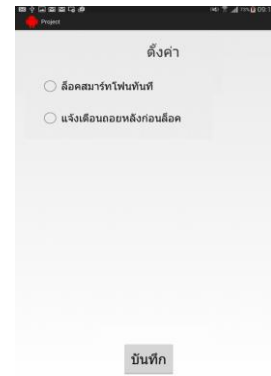 Project
ตั้งค่า
ล็อคสมาร์ทโฟนทันที
แจ้งเตือนถอยหลังก่อนล็อค
บันทึก